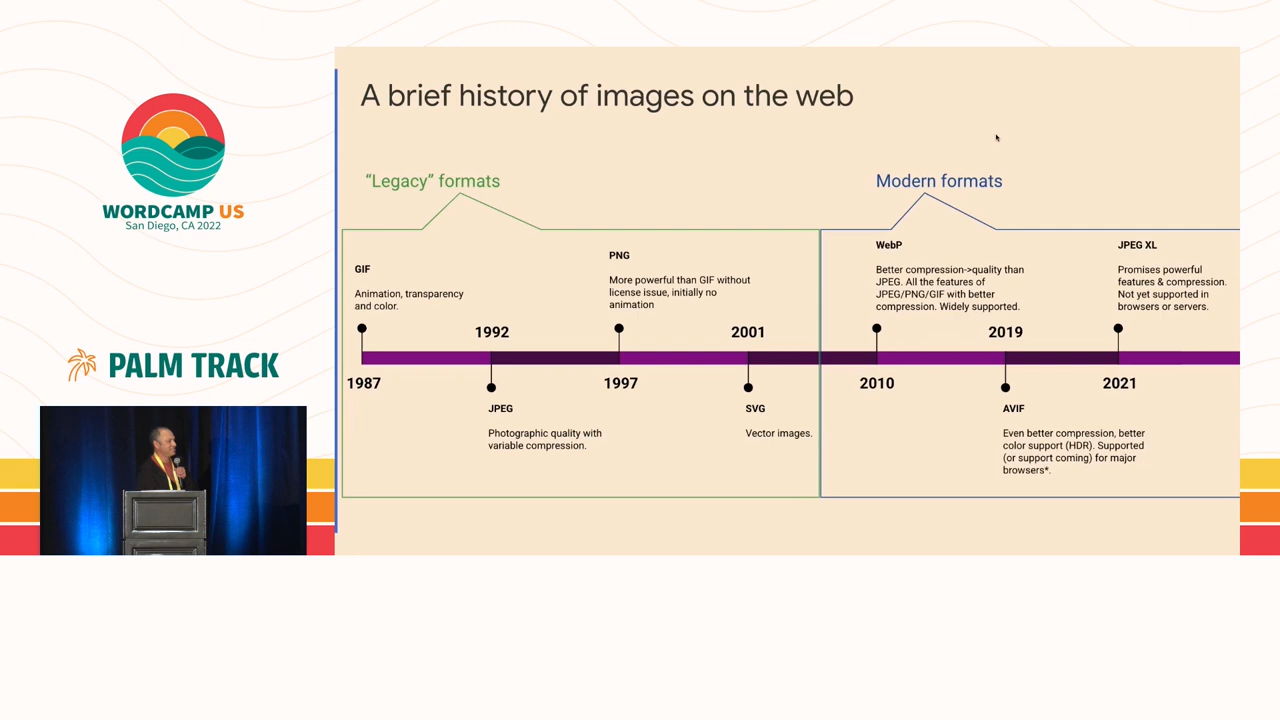 WORDCAMP US
San Diego, CA 2022
PALM TRACK
A brief history of images on the web
“Legacy” formats
Modern formats
GIF
Animation, transparency
and color.
1987
1992
JPEG
Photographic quality with
variable compression.
PNG
More powerful than GIF without
license issue, initially no
animation
1997
2001
SVG
Vector images.
WebP
Better compression->quality than
JPEG. All the features of
JPEG/PNG/GIF with better
compression. Widely supported.
2010
2019
AVIF
Even better compression, better
color support (HDR). Supported
(or support coming) for major
browsers*.
JPEG XL
Promises powerful
features & compression.
Not yet supported in
browsers or servers.
2021